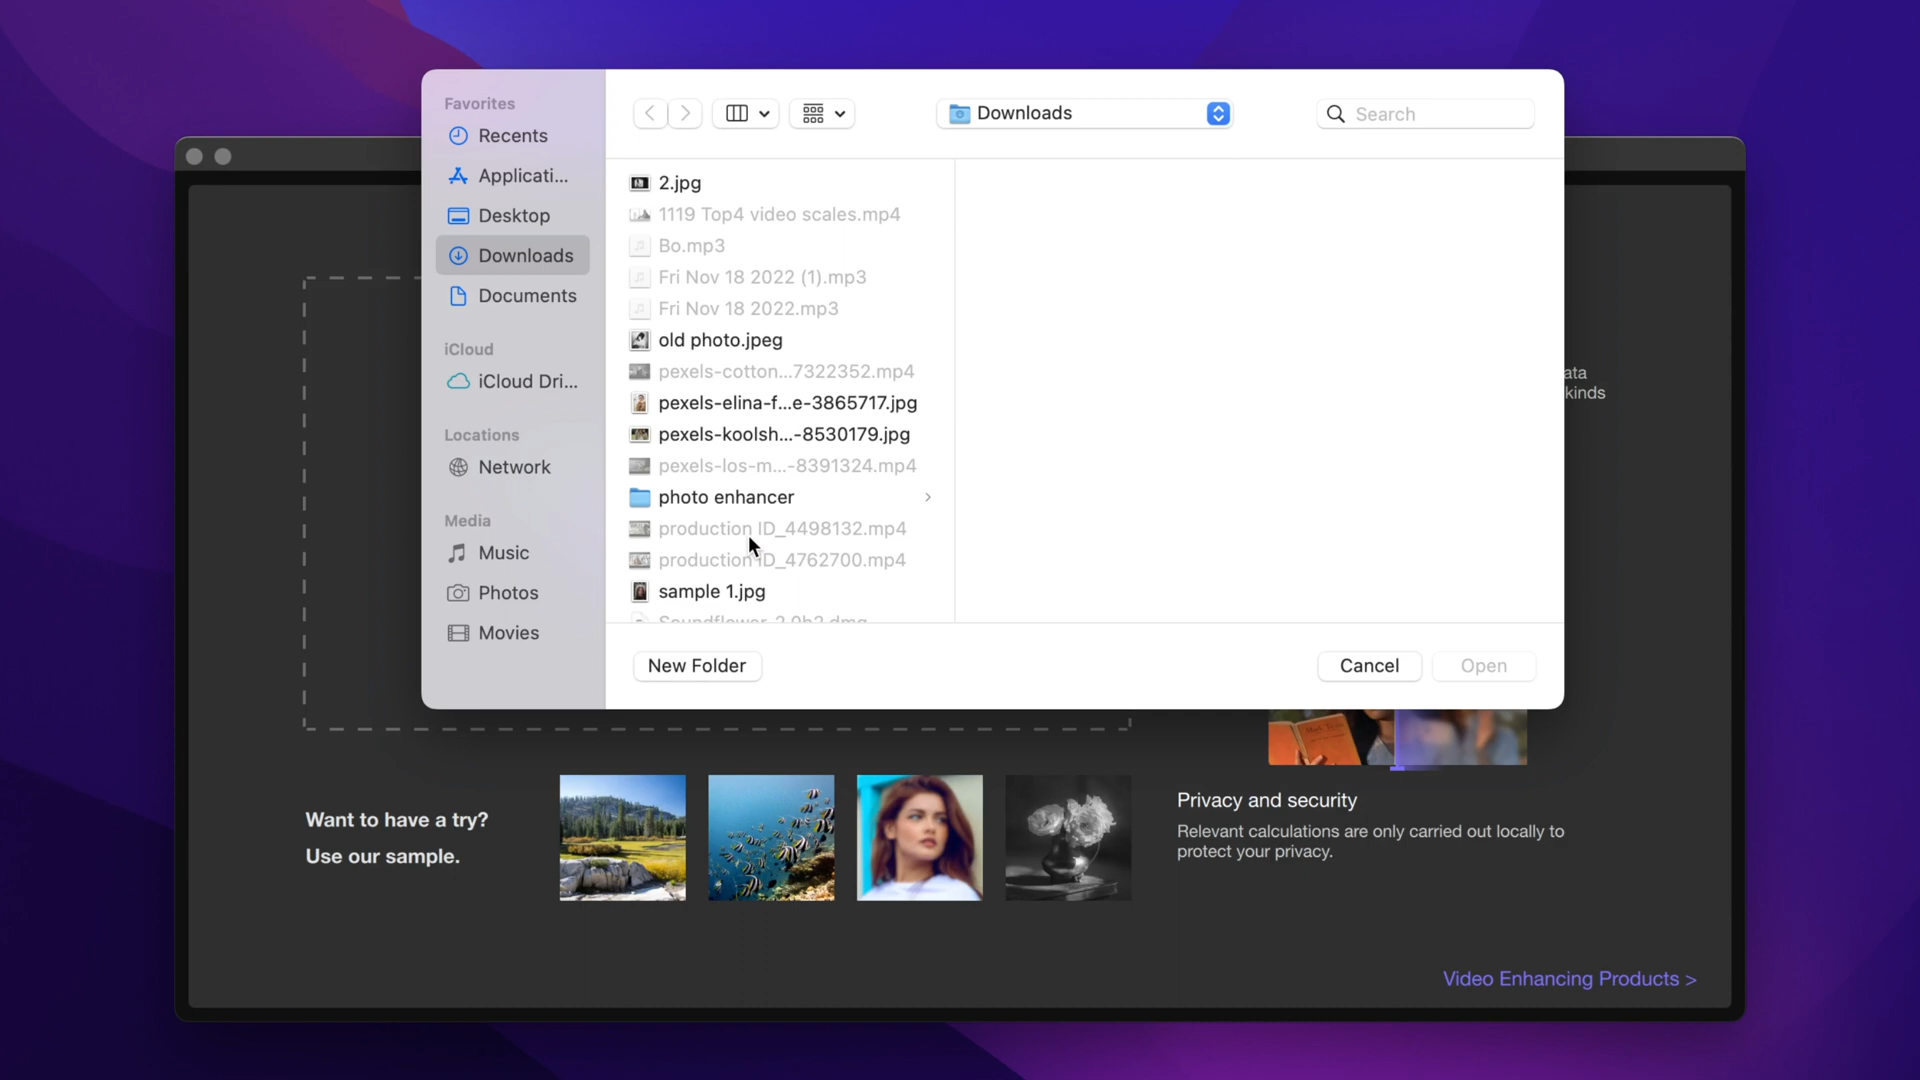 Favorites
Recents
Applicati...
Desktop
Downloads
Documents
iCloud
iCloud Dri...
Locations
Network
Media
Music
Photos
Movies
Downloads
Search
2.jpg
1119 Top4 video scales.mp4
Bo.mp3
Fri Nov 18 2022 (1).mp3
Fri Nov 18 2022.mp3
old photo.jpeg
pexels-cotton...7322352.mp4
pexels-elina-f...e-3865717.jpg
pexels-koolsh...-8530179.jpg
pexels-los-m...-8391324.mp4
photo enhancer
production ID_4498132.mp4
production ID_4762700.mp4
sample 1.jpg
Soundflower-2.0b2.dmg
New Folder
Cancel
Open
ata
kinds
Want to have a try?
Use our sample.
Privacy and security
Relevant calculations are only carried out locally to
protect your privacy.
Video Enhancing Products >